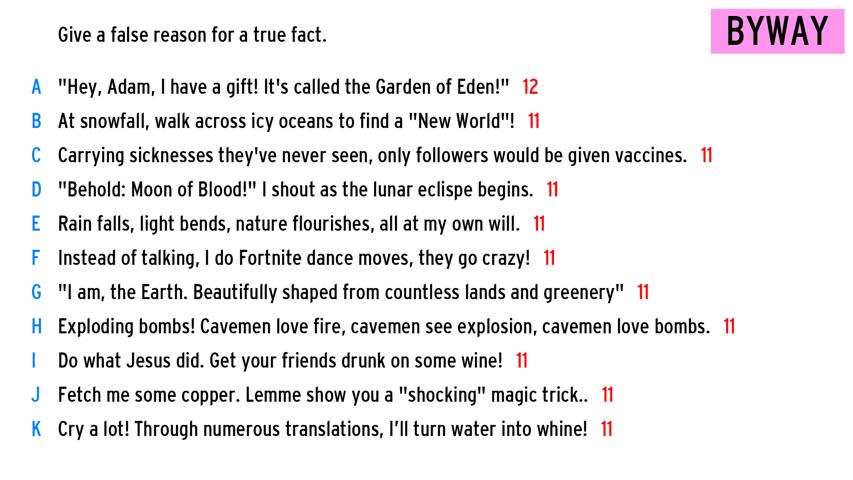 Give a false reason for a true fact.
BYWAY
A "Hey, Adam, I have a gift! It's called the Garden of Eden!" 12
B At snowfall, walk across icy oceans to find a "New World"! 11
C Carrying sicknesses they've never seen, only followers would be given vaccines. 11
D "Behold: Moon of Blood!" I shout as the lunar eclispe begins. 11
E Rain falls, light bends, nature flourishes, all at my own will. 11
F Instead of talking, I do Fortnite dance moves, they go crazy! 11
G "I am, the Earth. Beautifully shaped from countless lands and greenery" 11
H Exploding bombs! Cavemen love fire, cavemen see explosion, cavemen love bombs. 11
I Do what Jesus did. Get your friends drunk on some wine! 11
J Fetch me some copper. Lemme show you a "shocking" magic trick.. 11
K Cry a lot! Through numerous translations, I’ll turn water into whine! 11